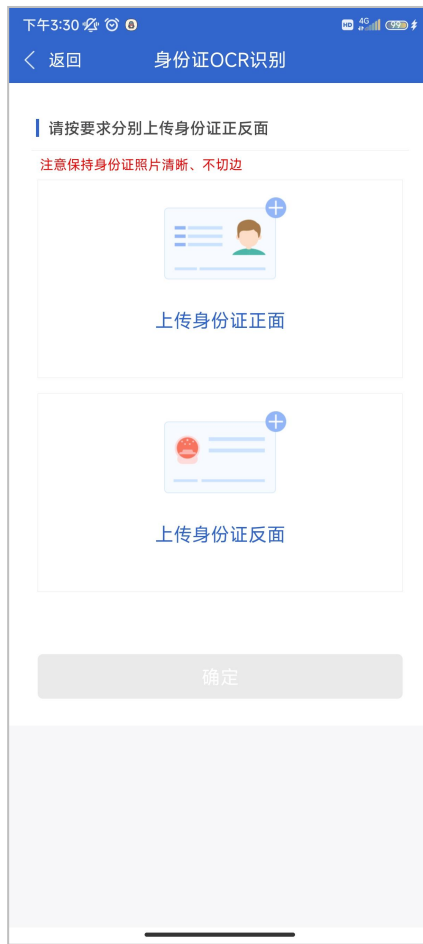 下午3:30
HD 4G 99
返回 身份证OCR识别
请按要求分别上传身份证正反面
注意保持身份证照片清晰、不切边
上传身份证正面
上传身份证反面
确定